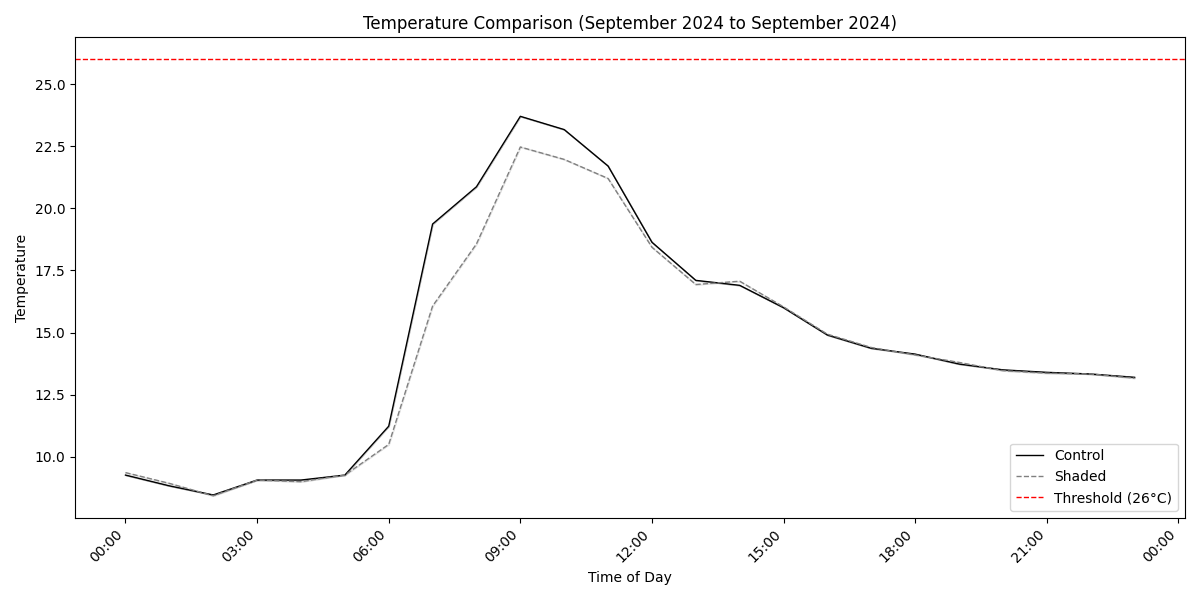 Temperature Comparison (September 2024 to September 2024)
Temperature
25.0
22.5
20.0
17.5
15.0
12.5
10.0
Control
Shaded
Threshold (26°C)
00:00
03:00
06:00
09:00
12:00
15:00
18:00
21:00
00:00
Time of Day